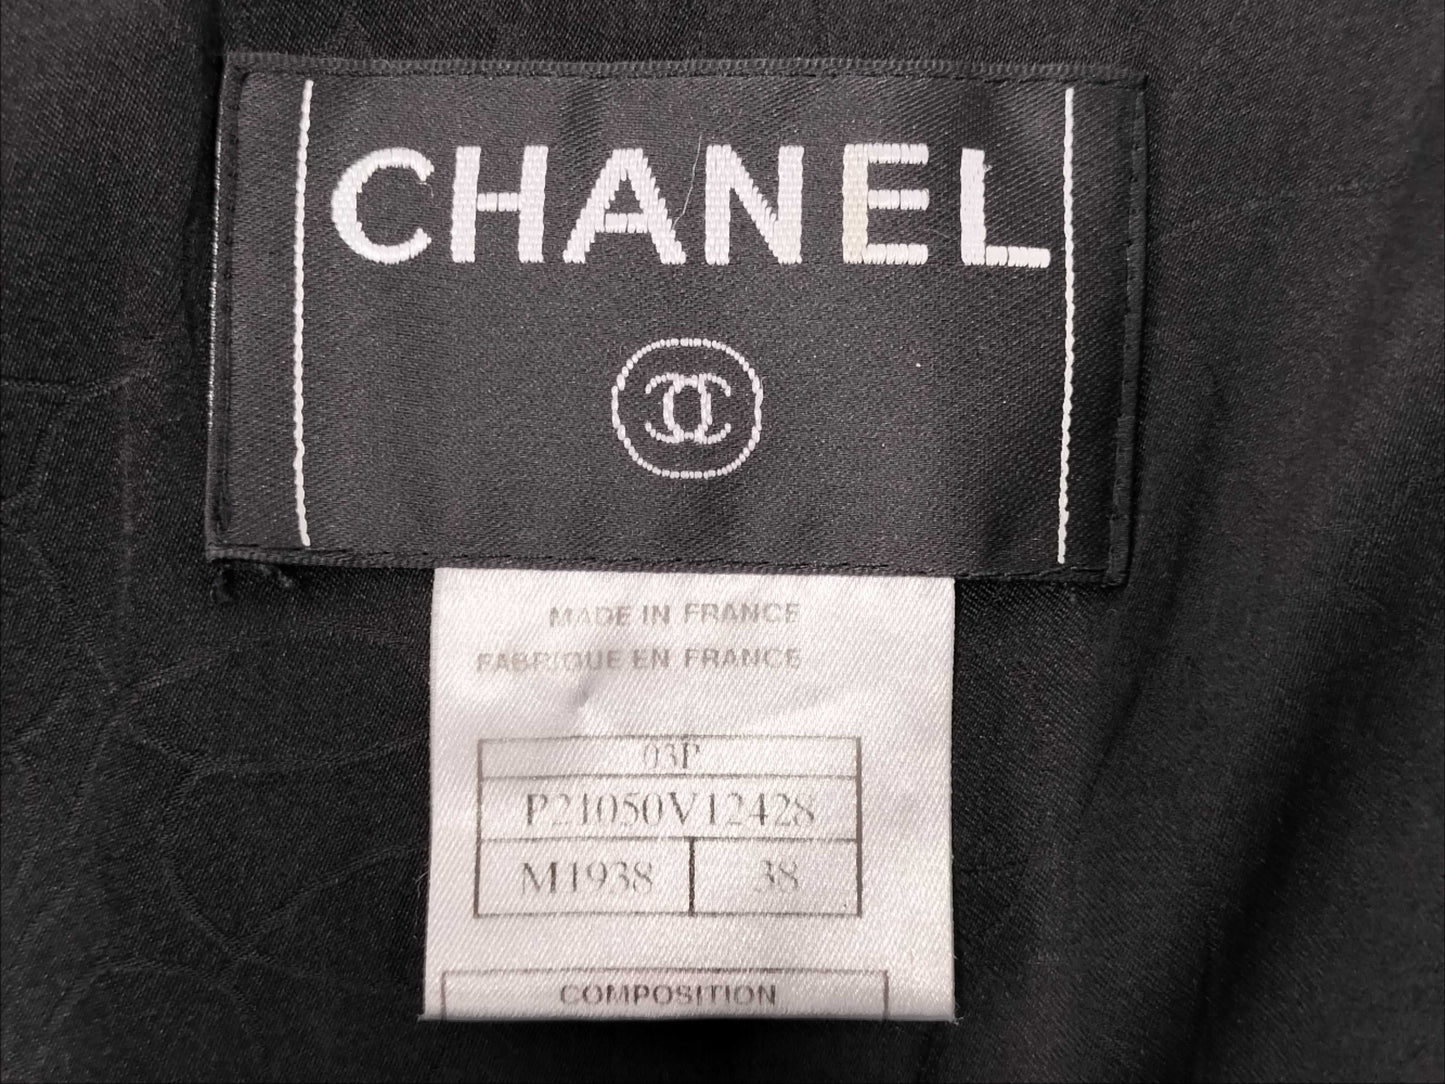 CHANEL
MADE IN FRANCE
FABRIQUE EN FRANCE
03P
P21050V12428
M1938 38
COMPOSITION